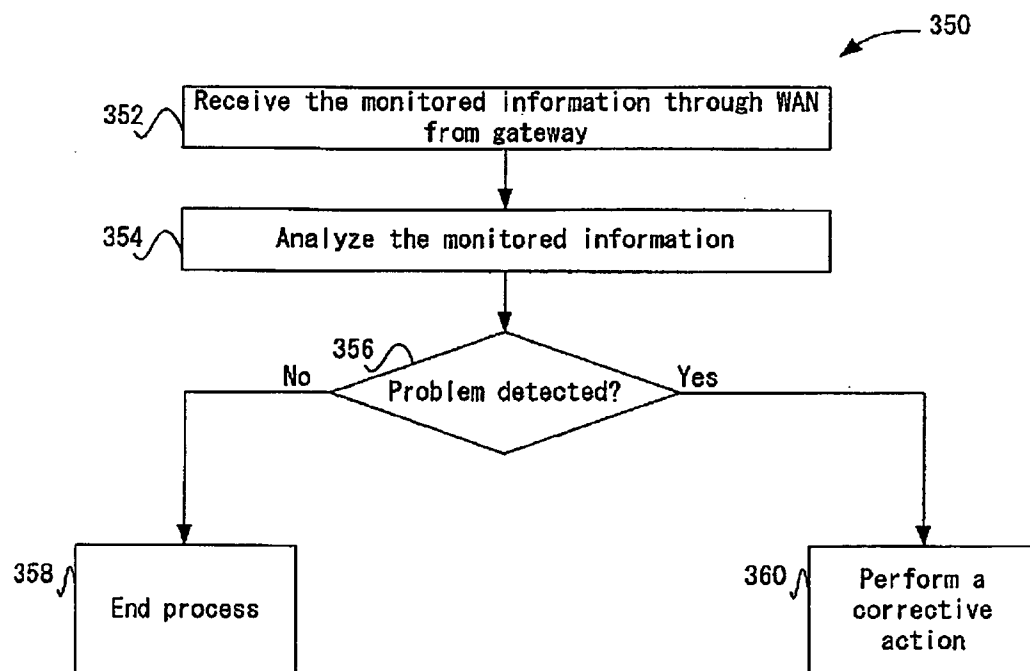 350
352
Receive the monitored information through WAN
from gateway
354
Analyze the monitored information
356
No
Problem detected?
Yes
358
End process
360
Perform a
corrective
action